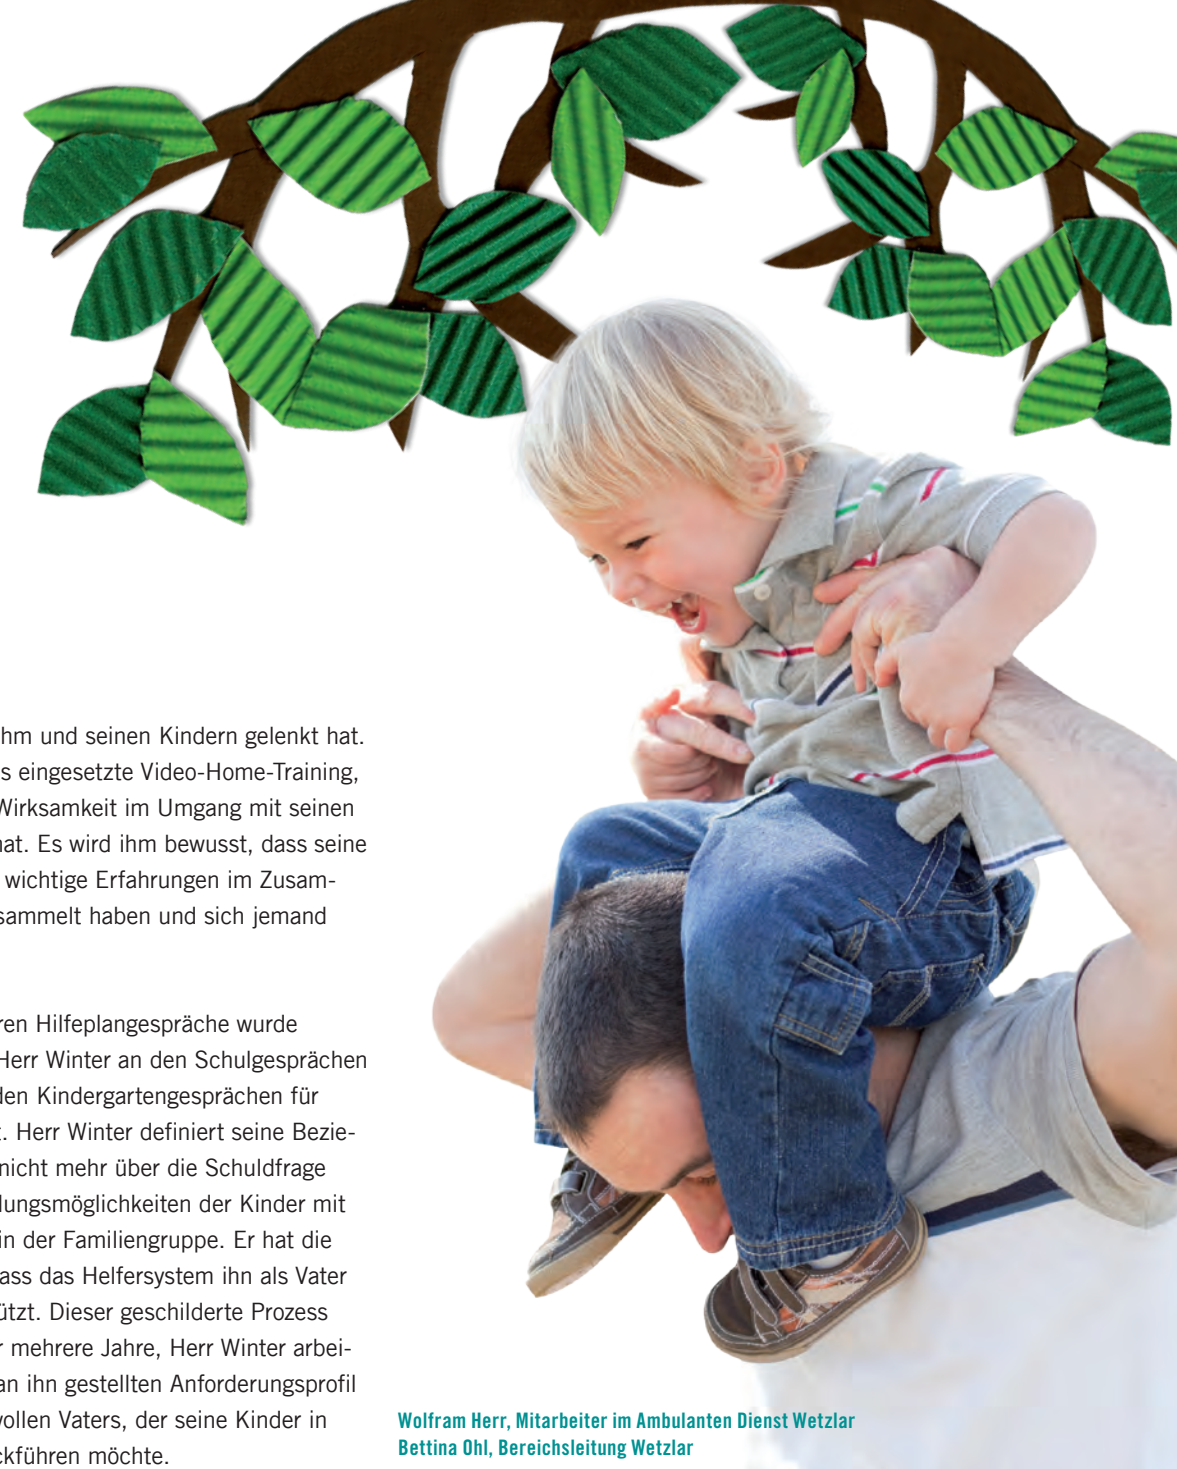 hm und seinen Kindern gelenkt hat.
s eingesetzte Video-Home-Training,
Wirksamkeit im Umgang mit seinen
hat. Es wird ihm bewusst, dass seine
wichtige Erfahrungen im Zusam-
sammelt haben und sich jemand
ren Hilfeplangespräche wurde
Herr Winter an den Schulgesprächen
den Kindergartengesprächen für
t. Herr Winter definiert seine Bezie-
nicht mehr über die Schuldfrage
dlungsmöglichkeiten der Kinder mit
in der Familiengruppe. Er hat die
ass das Helfersystem ihn als Vater
ützt. Dieser geschilderte Prozess
r mehrere Jahre, Herr Winter arbei-
an ihn gestellten Anforderungsprofil
vollen Vaters, der seine Kinder in
ckführen möchte.
Wolfram Herr, Mitarbeiter im Ambulanten Dienst Wetzlar
Bettina Ohl, Bereichsleitung Wetzlar